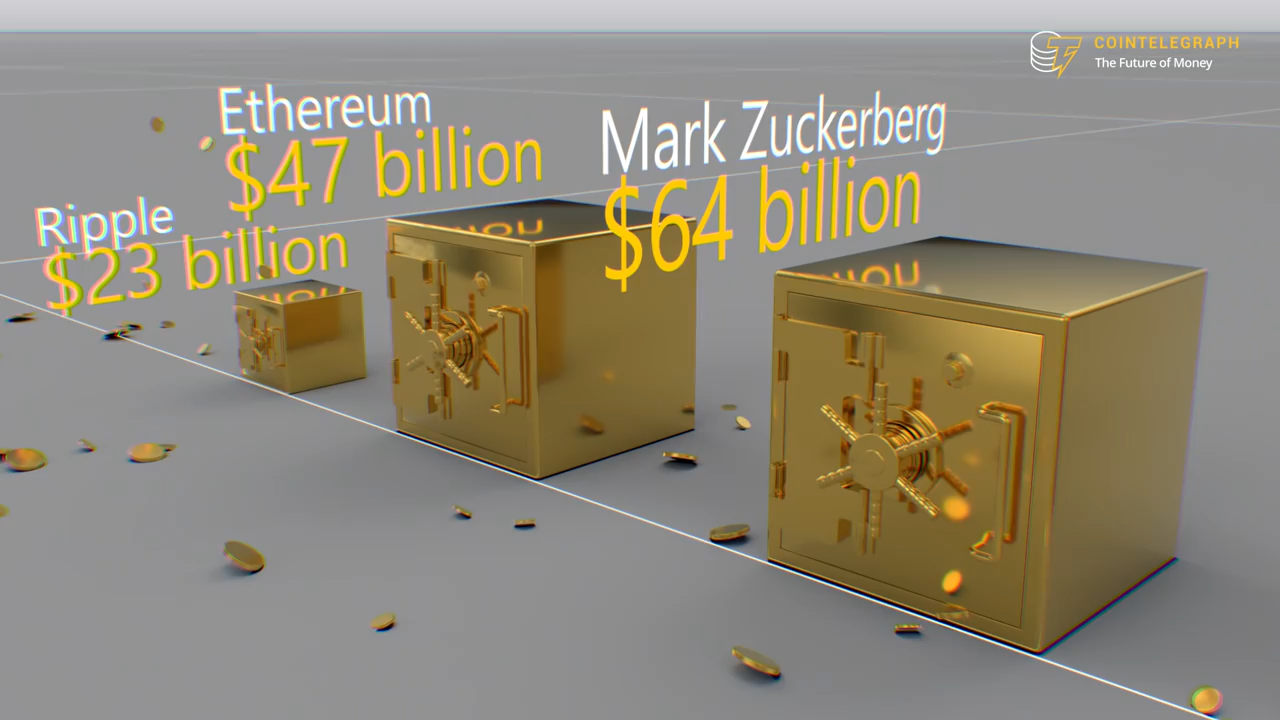 COINTELEGRAPH
The Future of Money
Ethereum
$47 billion
Mark Zuckerberg
$64 billion
Ripple
$23 billion